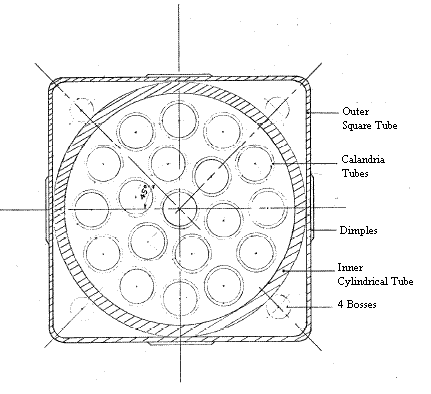 Outer
Square Tube
Calandria
Tubes
45°
Dimples
Inner
Cylindrical Tube
4 Bosses